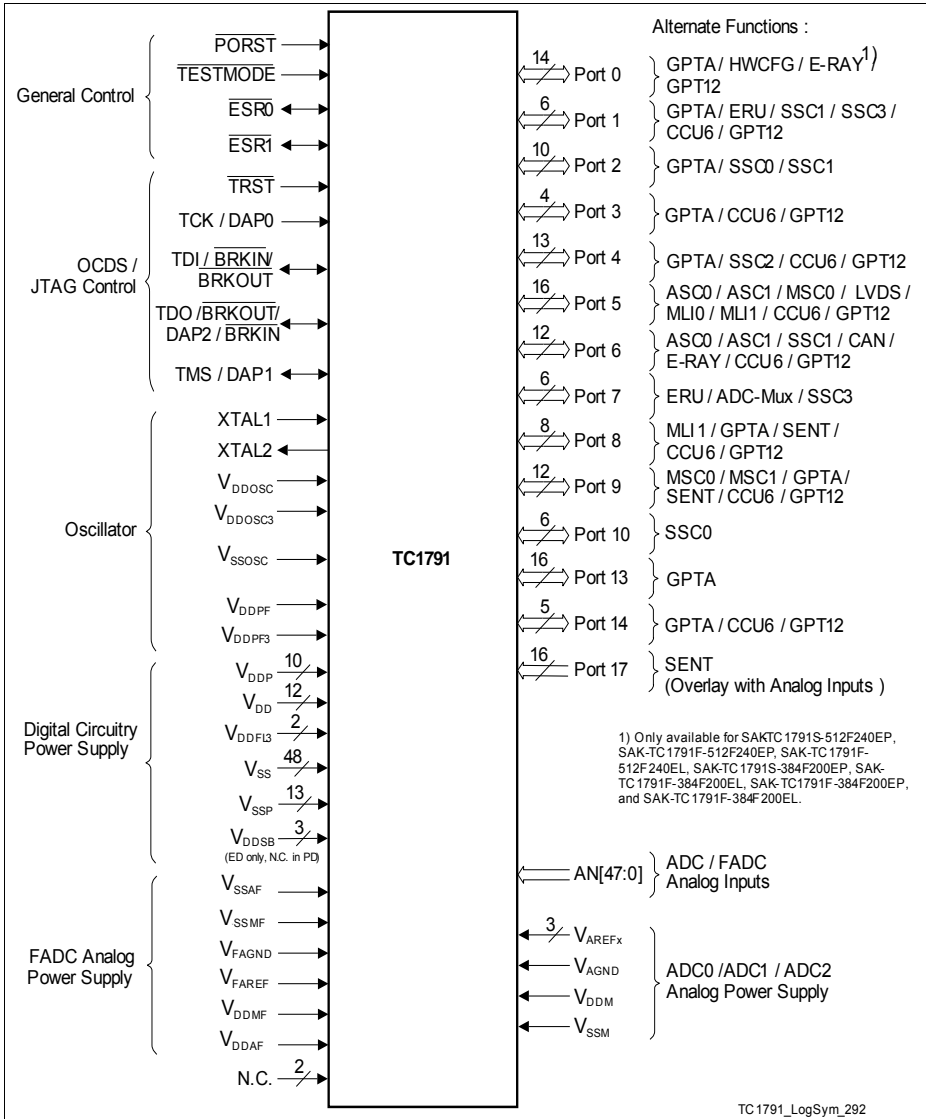 Alternate Functions :
General Control
PORST
TESTMODE
ESR0
ESR1
OCDS /
JTAG Control
TRST
TCK / DAP0
TDI / BRKIN/
BRKOUT
TDO /BRKOUT/
DAP2 / BRKIN
TMS / DAP1
Oscillator
XTAL1
XTAL2
VDDOSC
VDDOSC3
VSSOSC
VDDPF
VDDPF3
Digital Circuitry
Power Supply
VDDP 10
VDD 12
VDDFL3 2
VSS 48
VSSP 13
VDDSB 3
(ED only, N.C. in PD)
FADC Analog
Power Supply
VSSAF
VSSMF
VFAGND
VFAREF
VDDMF
VDDAF
N.C. 2
TC1791
14 Port 0 GPTA / HWCFG / E-RAY1) /
GPT12
6 Port 1 GPTA / ERU / SSC1 / SSC3 /
CCU6 / GPT12
10 Port 2 GPTA / SSC0 / SSC1
4 Port 3 GPTA / CCU6 / GPT12
13 Port 4 GPTA / SSC2 / CCU6 / GPT12
16 Port 5 ASC0 / ASC1 / MSC0 / LVDS /
MLI0 / MLI1 / CCU6 / GPT12
12 Port 6 ASC0 / ASC1 / SSC1 / CAN /
E-RAY / CCU6 / GPT12
6 Port 7 ERU / ADC-Mux / SSC3
8 Port 8 MLI1 / GPTA / SENT /
CCU6 / GPT12
12 Port 9 MSC0 / MSC1 / GPTA /
SENT / CCU6 / GPT12
6 Port 10 SSC0
16 Port 13 GPTA
5 Port 14 GPTA / CCU6 / GPT12
16 Port 17 SENT
(Overlay with Analog Inputs )
1) Only available for SAKTC1791S-512F240EP,
SAK-TC1791F-512F240EP, SAK-TC1791F-
512F240EL, SAK-TC1791S-384F200EP, SAK-
TC1791F-384F200EL, SAK-TC1791F-384F200EP,
and SAK-TC1791F-384F200EL.
AN[47:0] ADC / FADC
Analog Inputs
3 VAREFx
VAGND
VDDM
VSSM
ADC0 /ADC1 / ADC2
Analog Power Supply
TC1791_LogSym_292